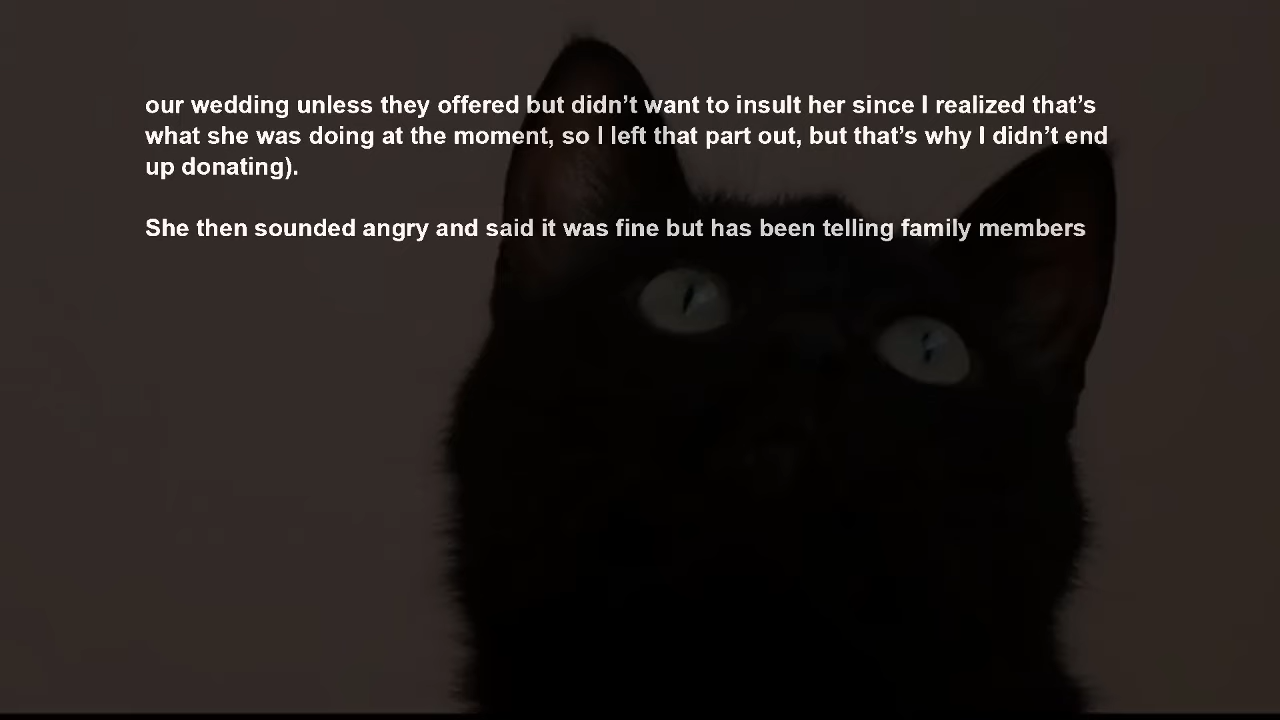 our wedding unless they offered but didn’t want to insult her since I realized that’s
what she was doing at the moment, so I left that part out, but that’s why I didn’t end
up donating).
She then sounded angry and said it was fine but has been telling family members